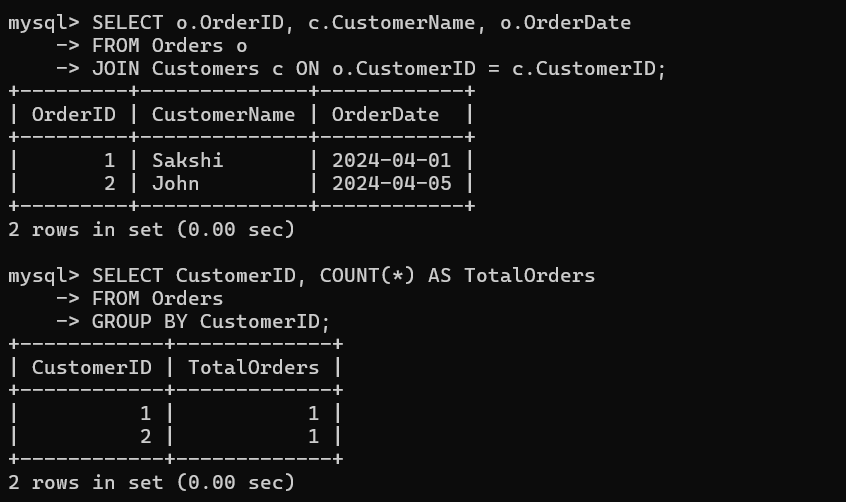 mysql> SELECT o.OrderID, c.CustomerName, o.OrderDate
    -> FROM Orders o
    -> JOIN Customers c ON o.CustomerID = c.CustomerID;
+---------+--------------+------------+
| OrderID | CustomerName | OrderDate  |
+---------+--------------+------------+
|       1 | Sakshi       | 2024-04-01 |
|       2 | John         | 2024-04-05 |
+---------+--------------+------------+
2 rows in set (0.00 sec)

mysql> SELECT CustomerID, COUNT(*) AS TotalOrders
    -> FROM Orders
    -> GROUP BY CustomerID;
+------------+-------------+
| CustomerID | TotalOrders |
+------------+-------------+
|          1 |           1 |
|          2 |           1 |
+------------+-------------+
2 rows in set (0.00 sec)